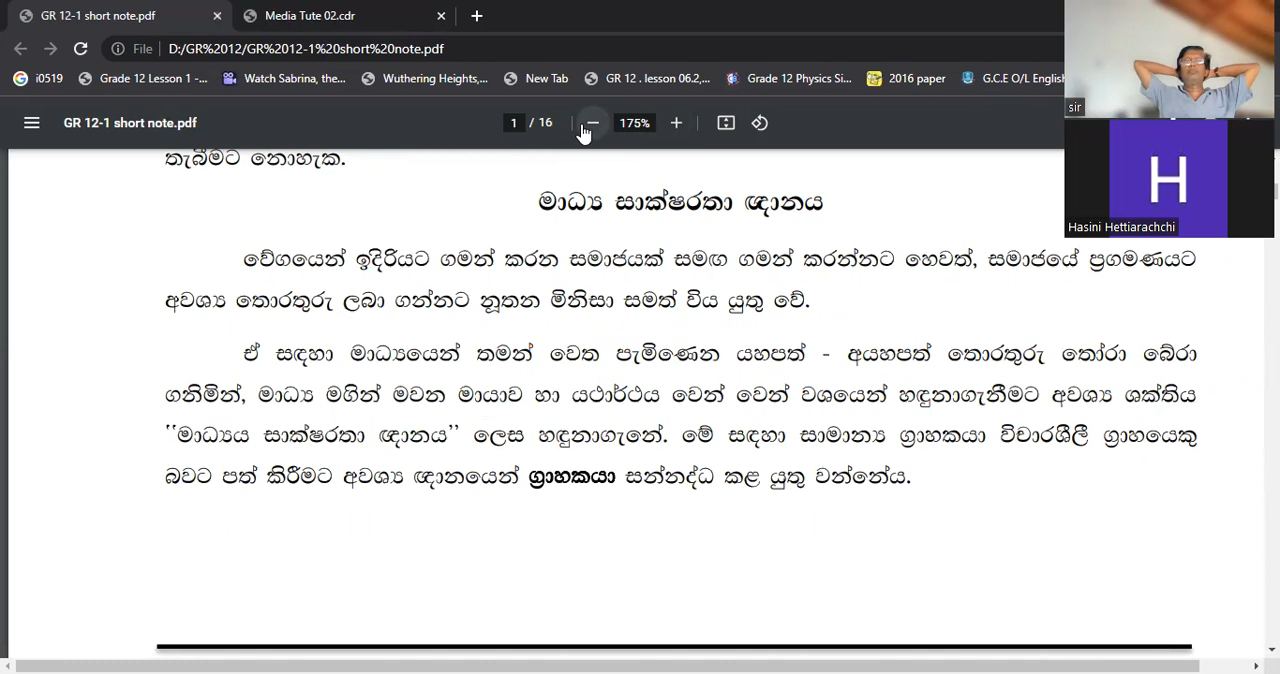 GR 12-1 short note.pdf
Media Tute 02.cdr
File D:/GR%2012/GR%2012-1%20short%20note.pdf
i0519 Grade 12 Lesson 1 -... Watch Sabrina, the... Wuthering Heights,... New Tab GR 12 . lesson 06.2,... Grade 12 Physics Si... 2016 paper G.C.E O/L English
GR 12-1 short note.pdf 1 / 16 175%
sir
H
Hasini Hettiarachchi
තැබීමට නොහැක.
මාධ්‍ය සාක්ෂරතා ඥානය
වේගයෙන් ඉදිරියට ගමන් කරන සමාජයක් සමඟ ගමන් කරන්නට හෙවත්, සමාජයේ ප්‍රගමණයට
අවශ්‍ය තොරතුරු ලබා ගන්නට නූතන මිනිසා සමත් විය යුතු වේ.
ඒ සඳහා මාධ්‍යයෙන් තමන් වෙත පැමිණෙන යහපත් - අයහපත් තොරතුරු තෝරා බේරා
ගනිමින්, මාධ්‍ය මගින් මවන මායාව හා යථාර්ථය වෙන් වෙන් වශයෙන් හඳුනාගැනීමට අවශ්‍ය ශක්තිය
‘‘මාධ්‍යය සාක්ෂරතා ඥානය’’ ලෙස හඳුනාගැනේ. මේ සඳහා සාමාන්‍ය ග්‍රාහකයා විචාරශීලී ග්‍රාහයෙකු
බවට පත් කිරීමට අවශ්‍ය ඥානයෙන් ග්‍රාහකයා සන්නද්ධ කළ යුතු වන්නේය.